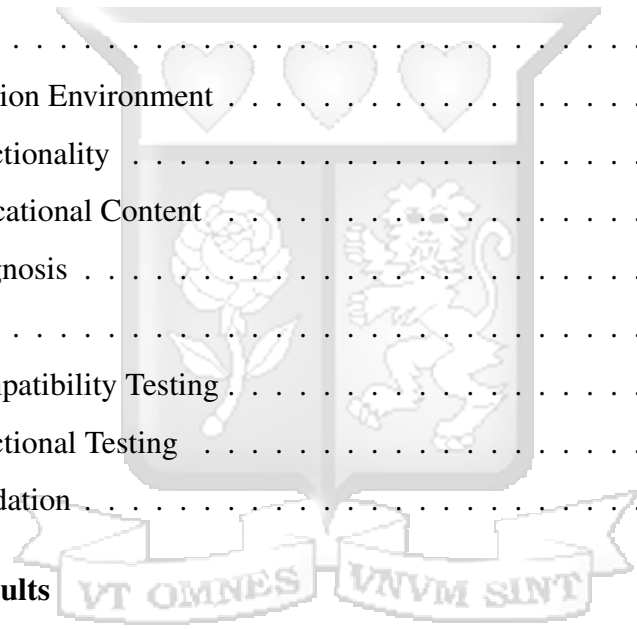 . . . . . . . . . . . . . . . . . . . . . . . . . .
ion Environment . . . . . . . . . . . . . . . . . .
ctionality . . . . . . . . . . . . . . . . . . . . . .
cational Content . . . . . . . . . . . . . . . . . .
gnosis . . . . . . . . . . . . . . . . . . . . . . . .
. . . . . . . . . . . . . . . . . . . . . . . . . .
patibility Testing . . . . . . . . . . . . . . . . . .
ctional Testing . . . . . . . . . . . . . . . . . . .
dation . . . . . . . . . . . . . . . . . . . . . . . .
ults
VT OMNES VNVM SINT